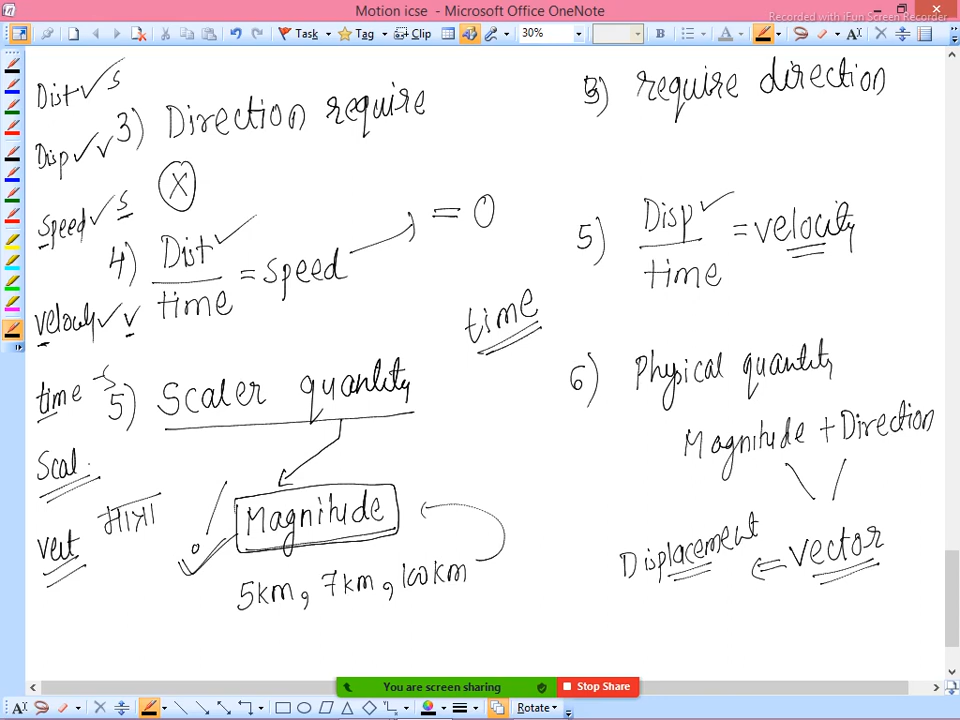 Motion icse - Microsoft Office OneNote
Recorded with iFun Screen Recorder
Task
Tag
Clip
30%
B
A
Dist ✓ S
Disp ✓ v
speed ✓ s
velocity ✓ v
time - s
Scal.
Vect
3) Direction require
X
4) Dist ✓ / time = speed
= 0
time
5) Scaler quantity
मात्रा
Magnitude
5km, 7km, 100km
3) require direction
5) Disp ✓ / time = velocity
6) Physical quantity
Magnitude + Direction
Displacement ⇐ vector
You are screen sharing
Stop Share
Rotate